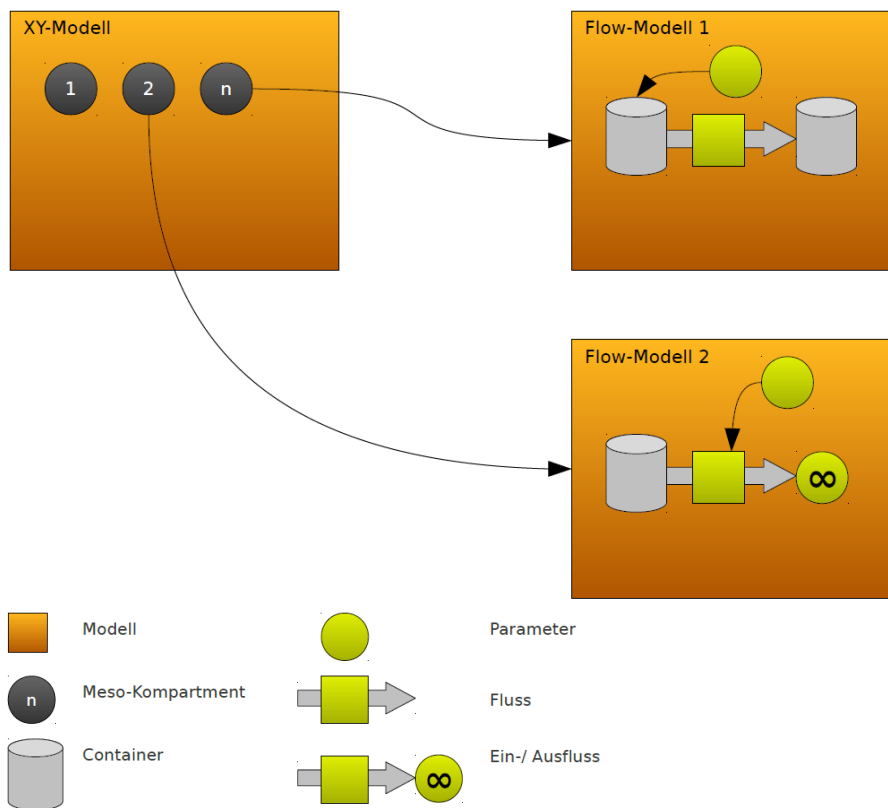 XY-Modell
1 2 n
Flow-Modell 1
Flow-Modell 2
∞
Modell
Parameter
n
Meso-Kompartment
Fluss
Container
∞
Ein-/ Ausfluss